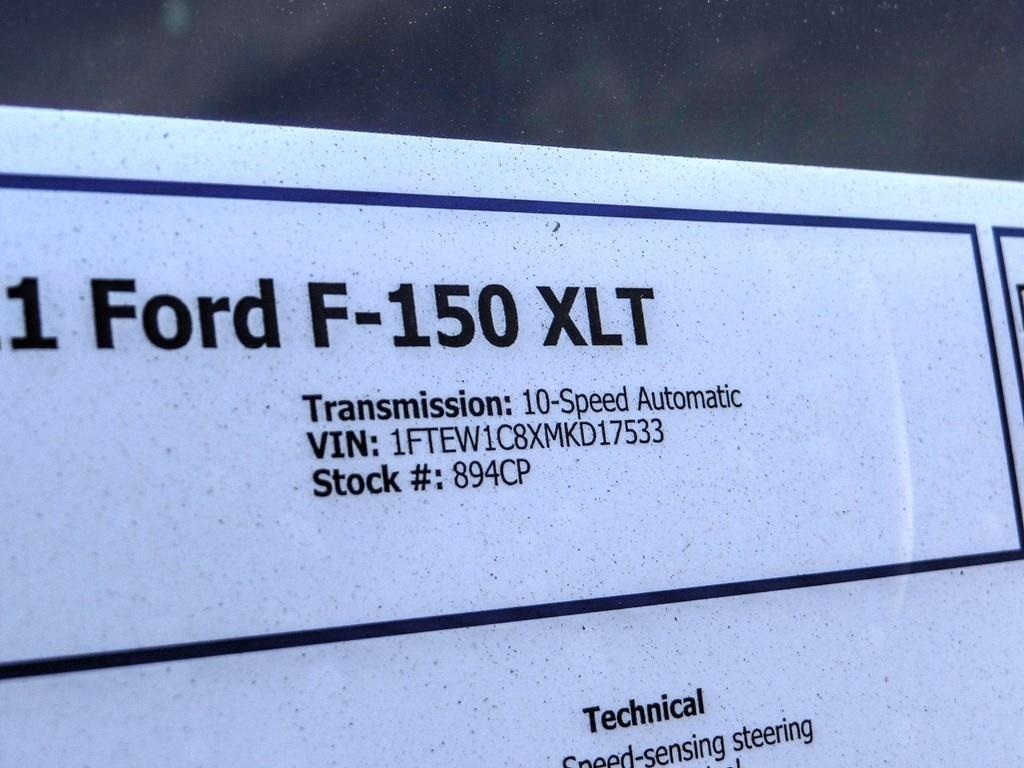 1 Ford F-150 XLT
Transmission: 10-Speed Automatic
VIN: 1FTEW1C8XMKD17533
Stock #: 894CP
Technical
Speed-sensing steering